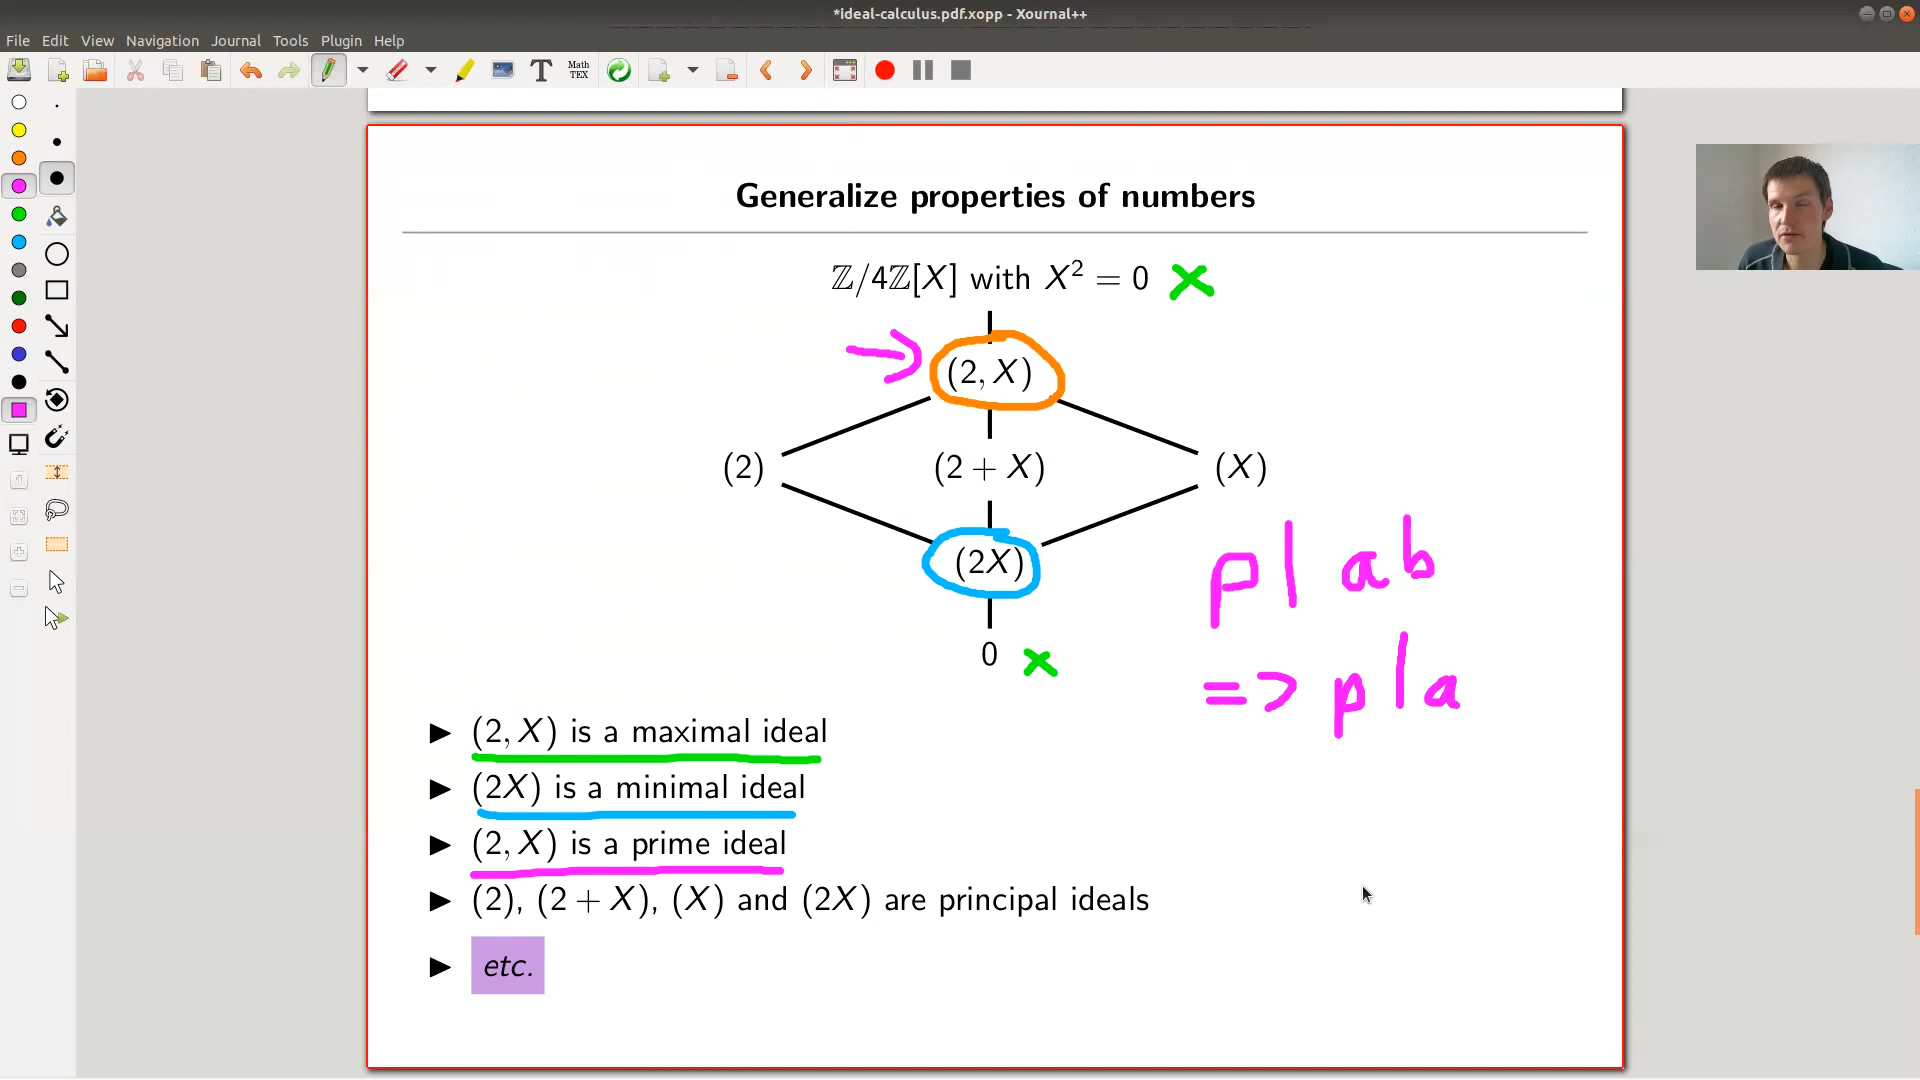 *ideal-calculus.pdf.xopp - Xournal++
File Edit View Navigation Journal Tools Plugin Help
Math TEX
Generalize properties of numbers
ℤ/4ℤ[X] with X² = 0 ×
(2, X)
(2) (2 + X) (X)
(2X)
0 ×
p | ab
=> p | a
▶ (2, X) is a maximal ideal
▶ (2X) is a minimal ideal
▶ (2, X) is a prime ideal
▶ (2), (2 + X), (X) and (2X) are principal ideals
▶ etc.